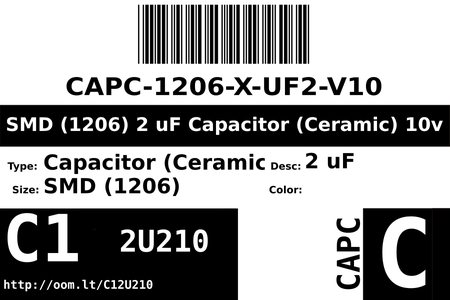 CAPC-1206-X-UF2-V10
SMD (1206) 2 uF Capacitor (Ceramic) 10v
Type: Capacitor (Ceramic Desc: 2 uF
Size: SMD (1206) Color:
C1 2U210 CAPC C
http://oom.lt/C12U210